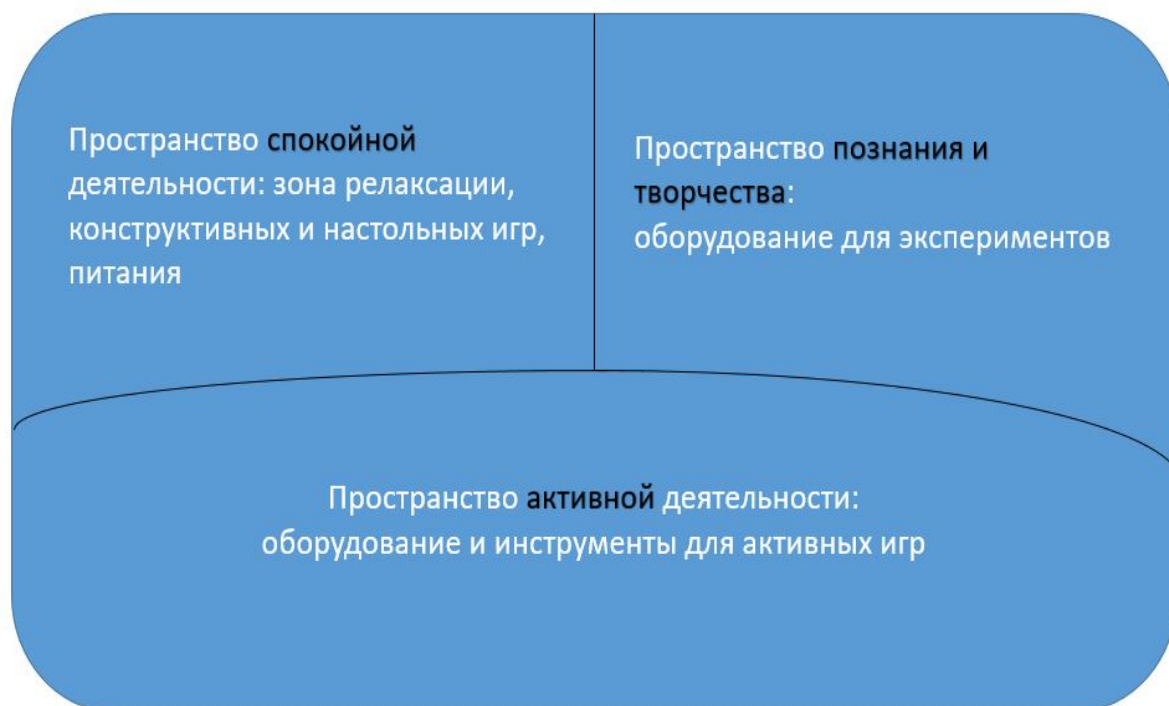 Пространство спокойной
деятельности: зона релаксации,
конструктивных и настольных игр,
питания
Пространство познания и
творчества:
оборудование для экспериментов
Пространство активной деятельности:
оборудование и инструменты для активных игр